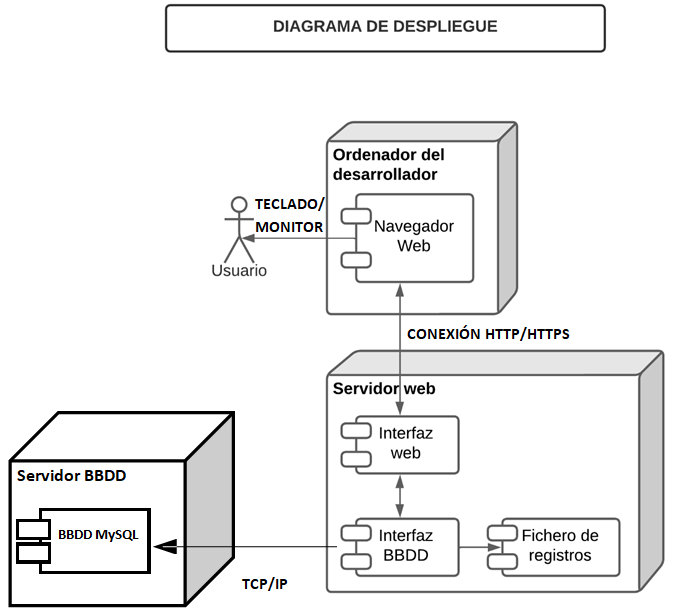 DIAGRAMA DE DESPLIEGUE
Ordenador del
desarrollador
TECLADO/
MONITOR
Navegador
Web
Usuario
CONEXIÓN HTTP/HTTPS
Servidor web
Interfaz
web
Servidor BBDD
BBDD MySQL
Interfaz
BBDD
Fichero de
registros
TCP/IP